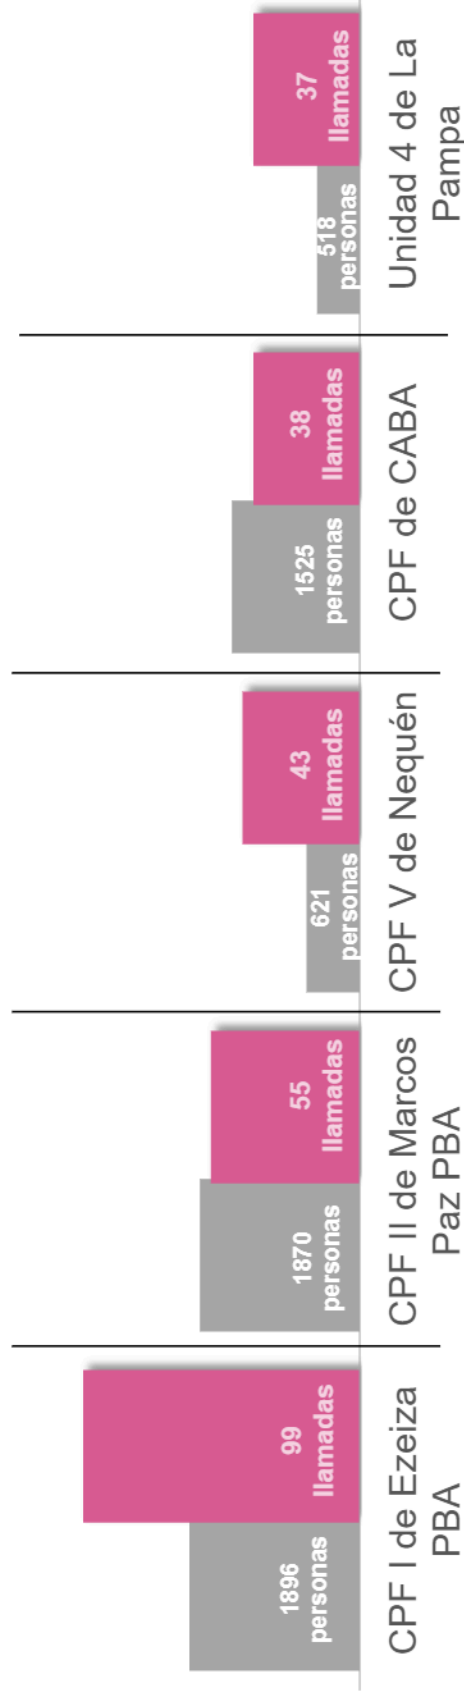 1896
personas
99
llamadas
CPF I de Ezeiza
PBA
1870
personas
55
llamadas
CPF II de Marcos
Paz PBA
621
personas
43
llamadas
CPF V de Nequén
1525
personas
38
llamadas
CPF de CABA
518
personas
37
llamadas
Unidad 4 de La
Pampa